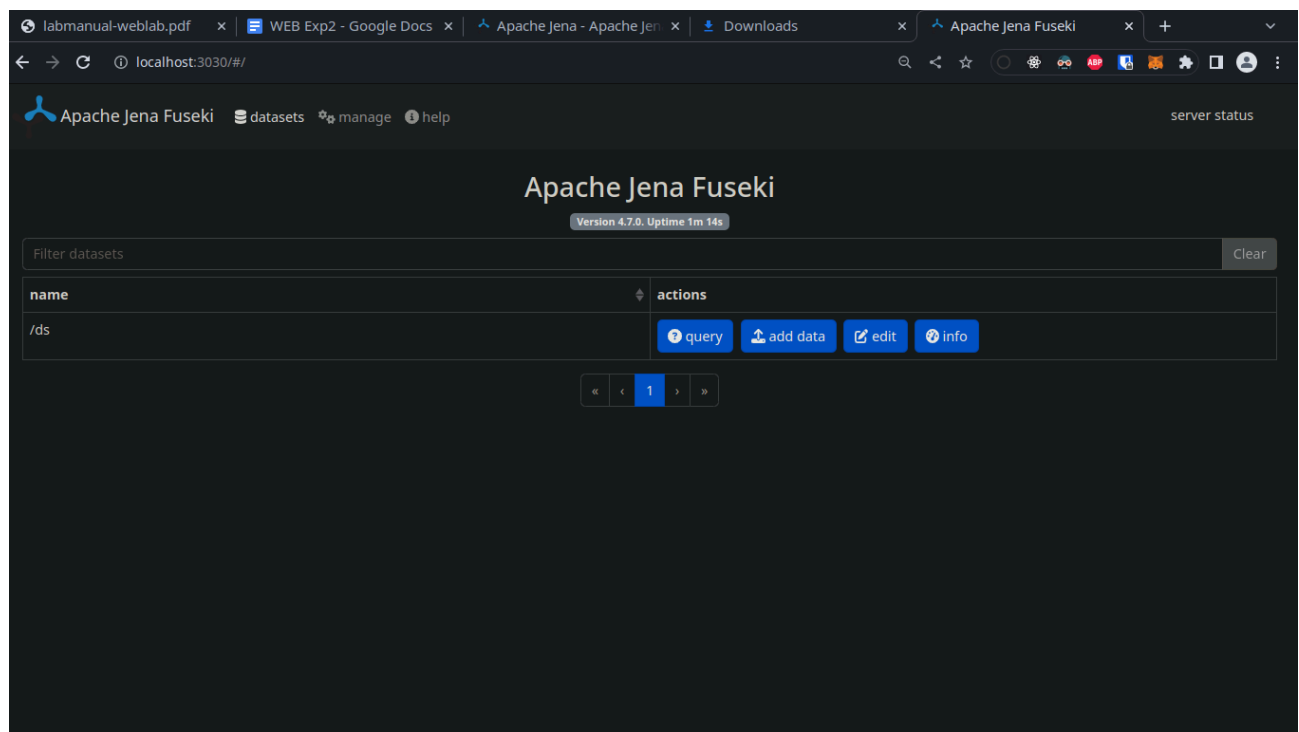 labmanual-weblab.pdf WEB Exp2 - Google Docs Apache Jena - Apache Jen Downloads Apache Jena Fuseki
localhost:3030/#/ ABP
Apache Jena Fuseki datasets manage help server status
Apache Jena Fuseki
Version 4.7.0. Uptime 1m 14s
Filter datasets Clear
name actions
/ds query add data edit info
« ‹ 1 › »